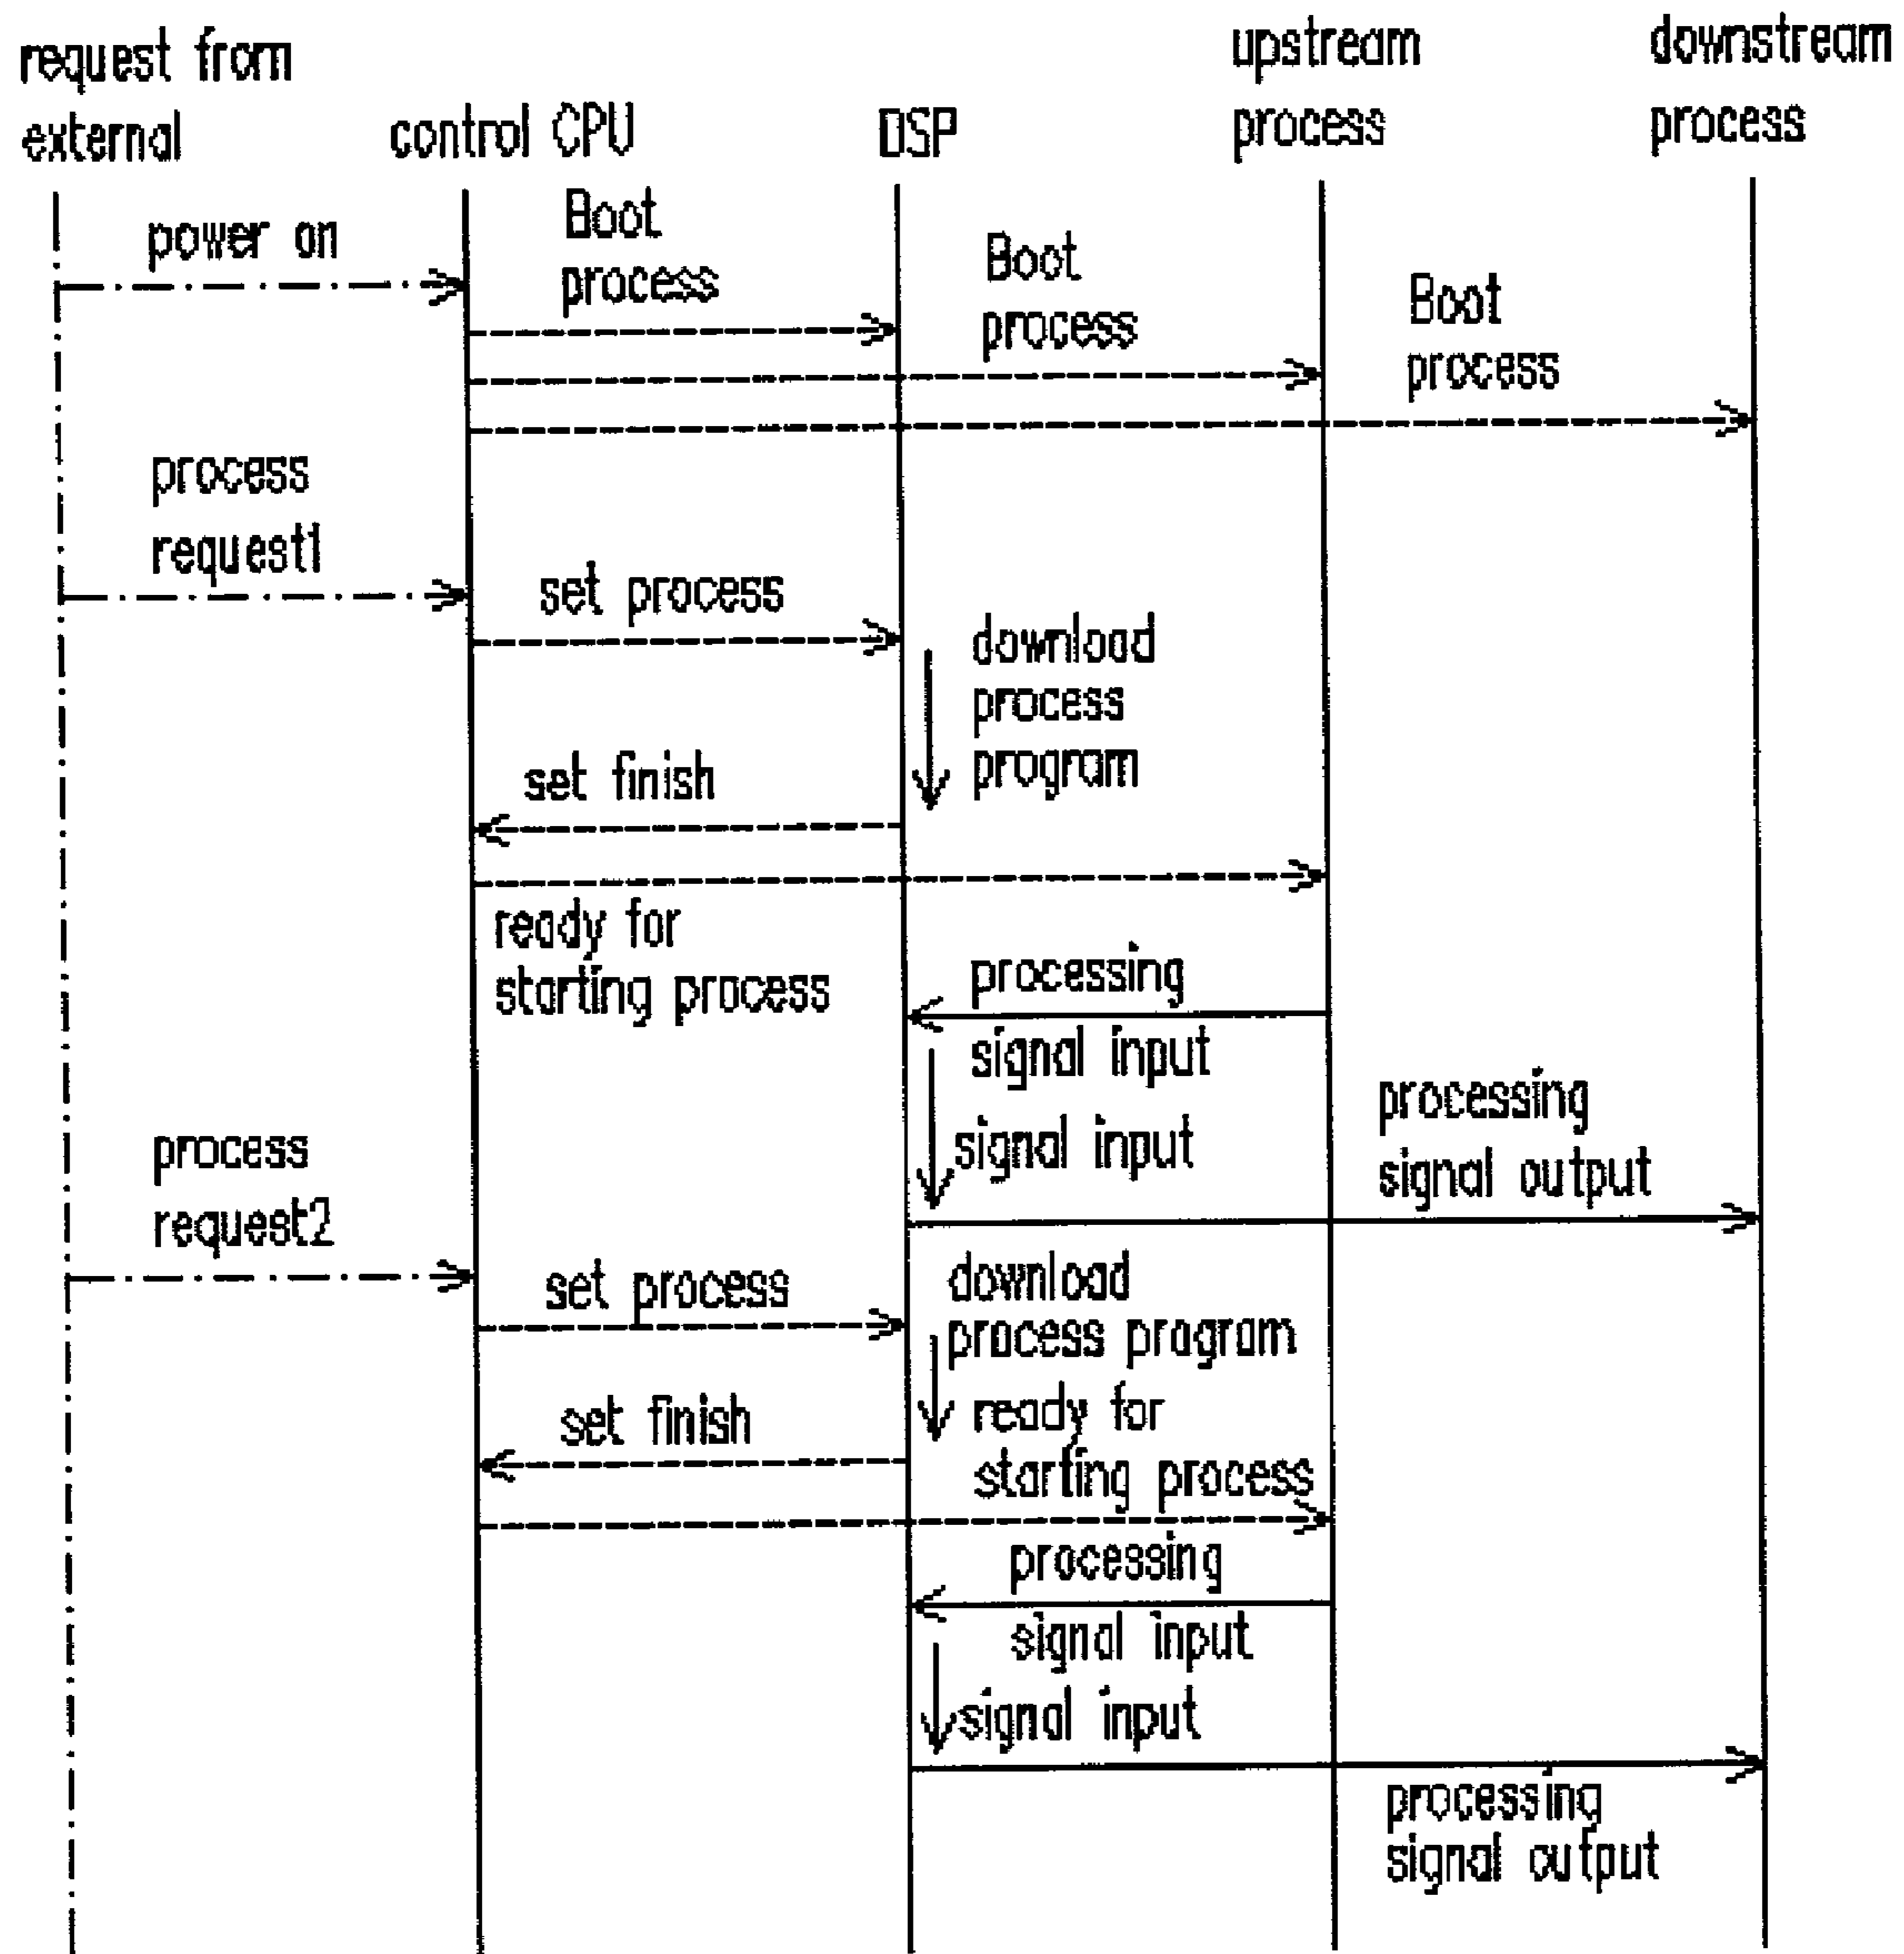 request from
external
control CPU
DSP
upstream
process
downstream
process
power on
Boot
process
Boot
process
Boot
process
process
request1
set process
download
process
program
set finish
ready for
starting process
processing
signal input
signal input
processing
signal output
process
request2
set process
download
process program
set finish
ready for
starting process
processing
signal input
signal input
processing
signal output